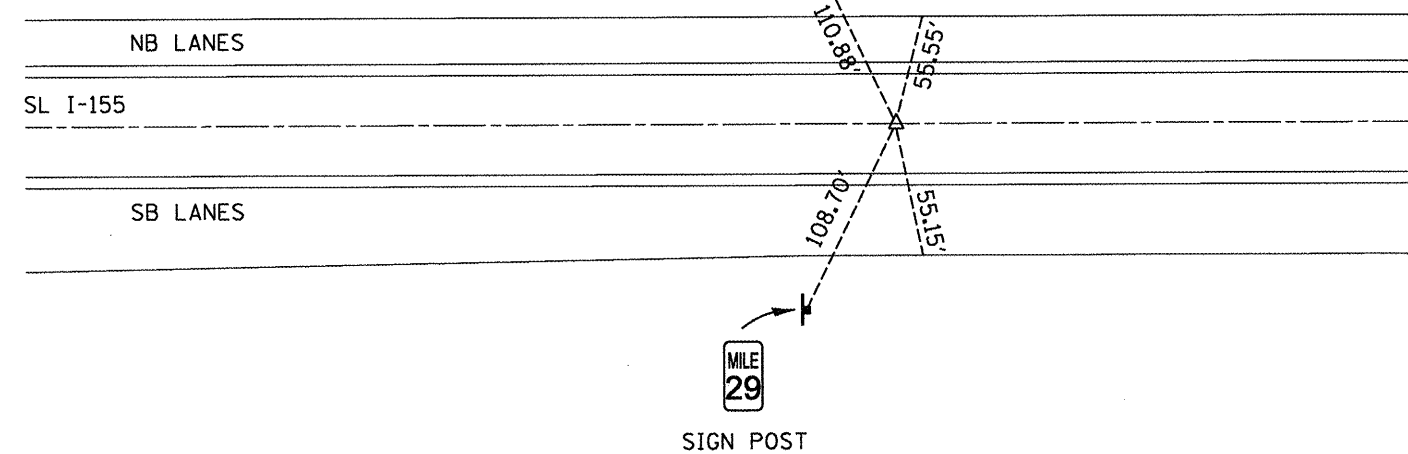 NB LANES
110.88'
55.55'
SL I-155
SB LANES
108.70'
55.15'
MILE
29
SIGN POST